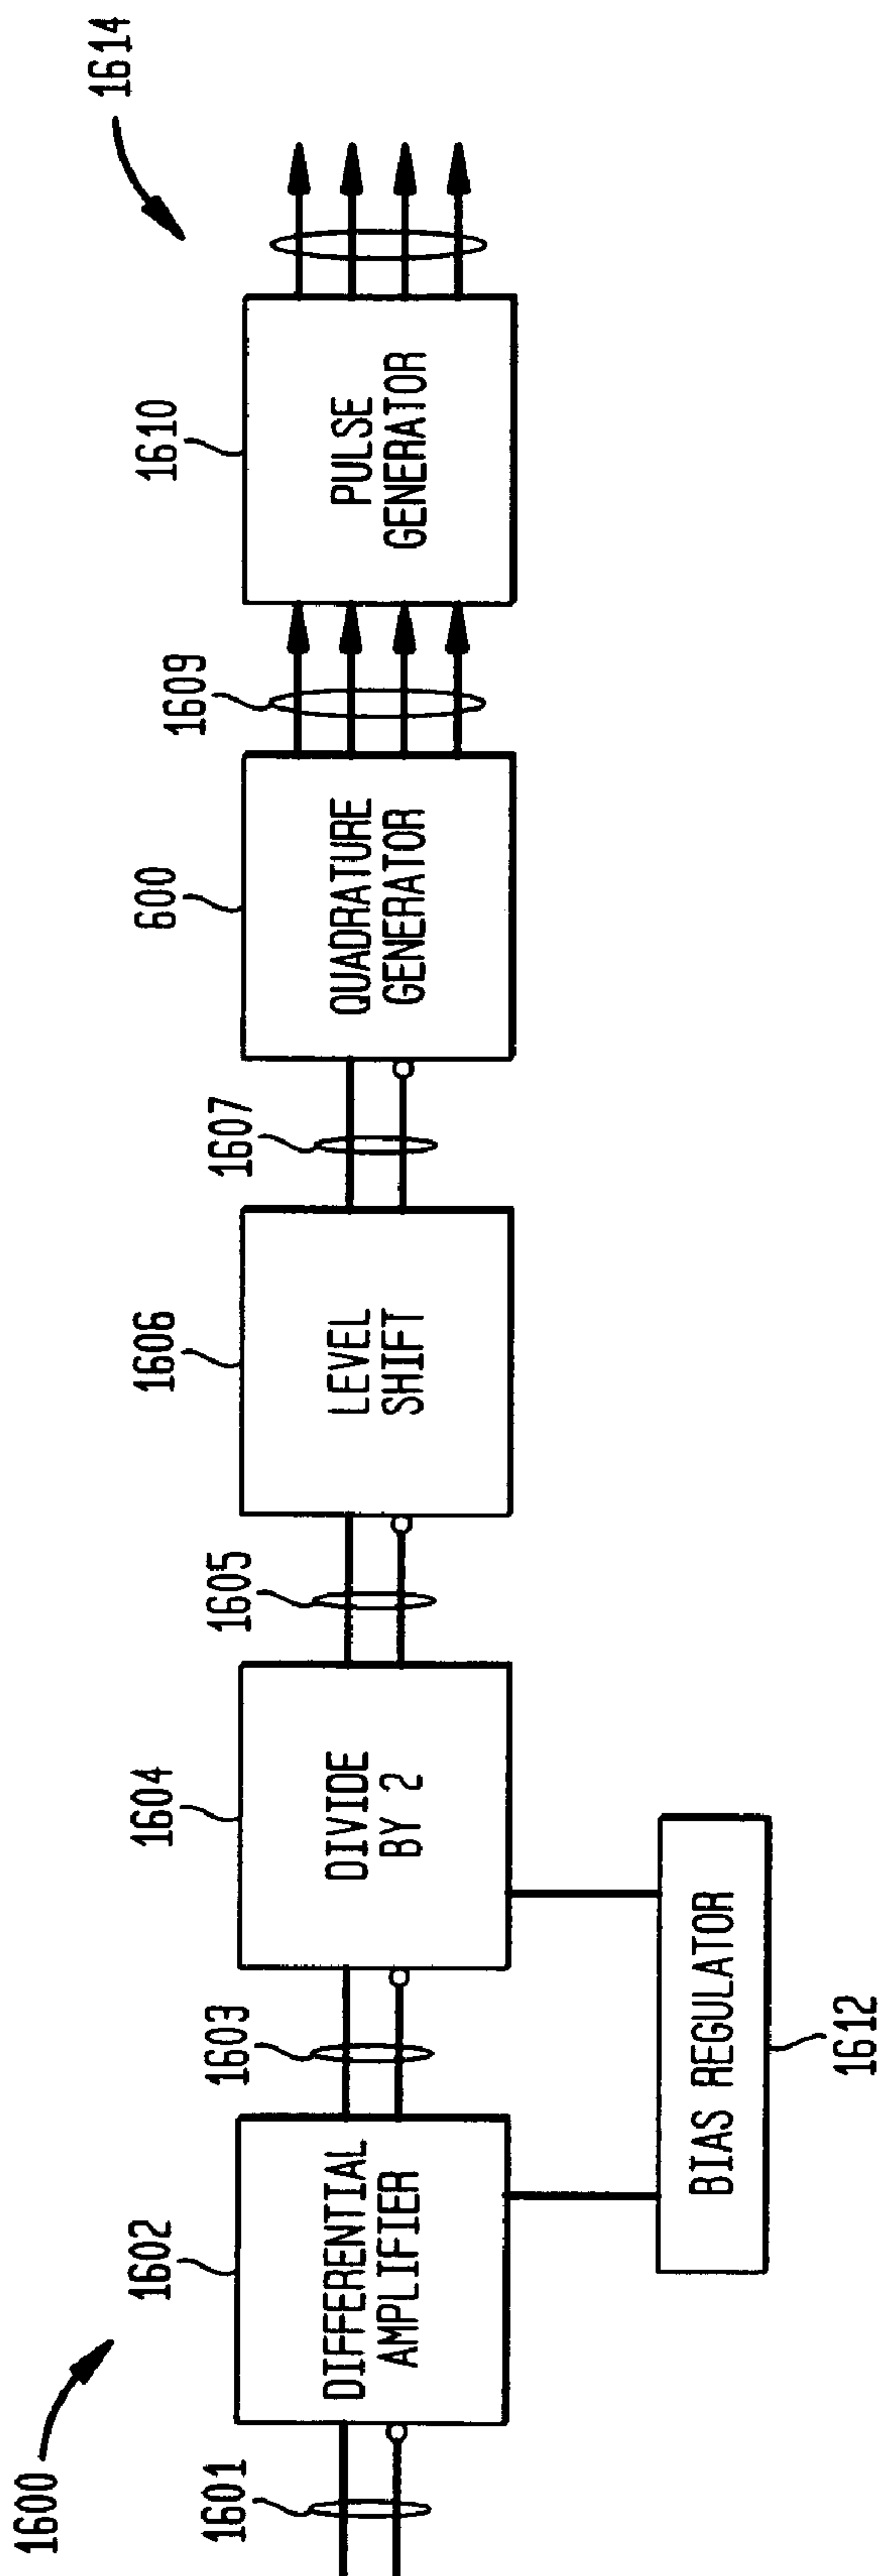 1600
1601
1602
DIFFERENTIAL
AMPLIFIER
1603
1604
DIVIDE
BY 2
1605
1606
LEVEL
SHIFT
1607
600
QUADRATURE
GENERATOR
1609
1610
PULSE
GENERATOR
1614
BIAS REGULATOR
1612